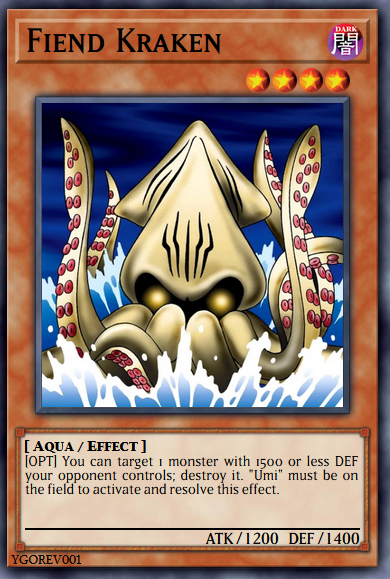 Fiend Kraken
DARK
闇
[ Aqua / Effect ]
[OPT] You can target 1 monster with 1500 or less DEF
your opponent controls; destroy it. "Umi" must be on
the field to activate and resolve this effect.
ATK/1200 DEF/1400
YGOREV001